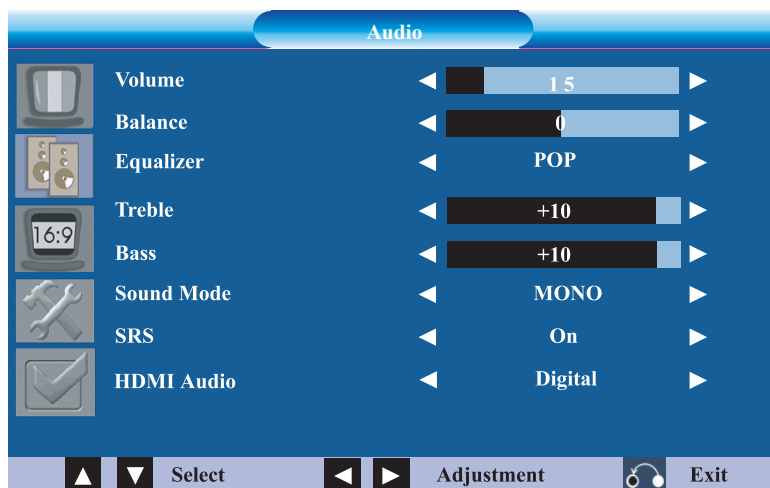 Audio
Volume 15
Balance 0
Equalizer POP
Treble +10
16:9
Bass +10
Sound Mode MONO
SRS On
HDMI Audio Digital
Select Adjustment Exit